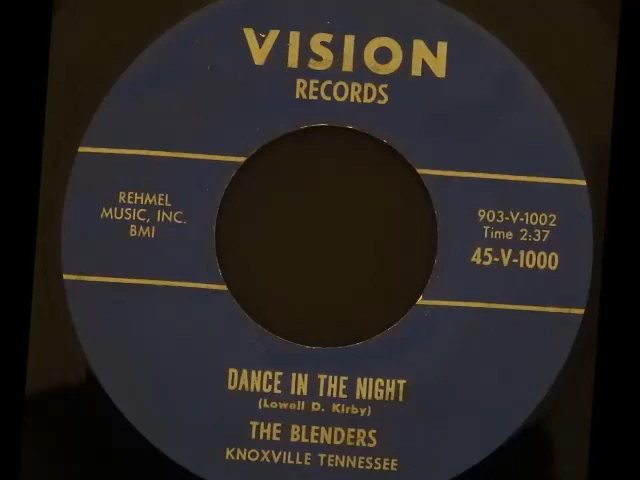 VISION
RECORDS
REHMEL
MUSIC, INC.
BMI
903-V-1002
Time 2:37
45-V-1000
DANCE IN THE NIGHT
(Lowell D. Kirby)
THE BLENDERS
KNOXVILLE TENNESSEE